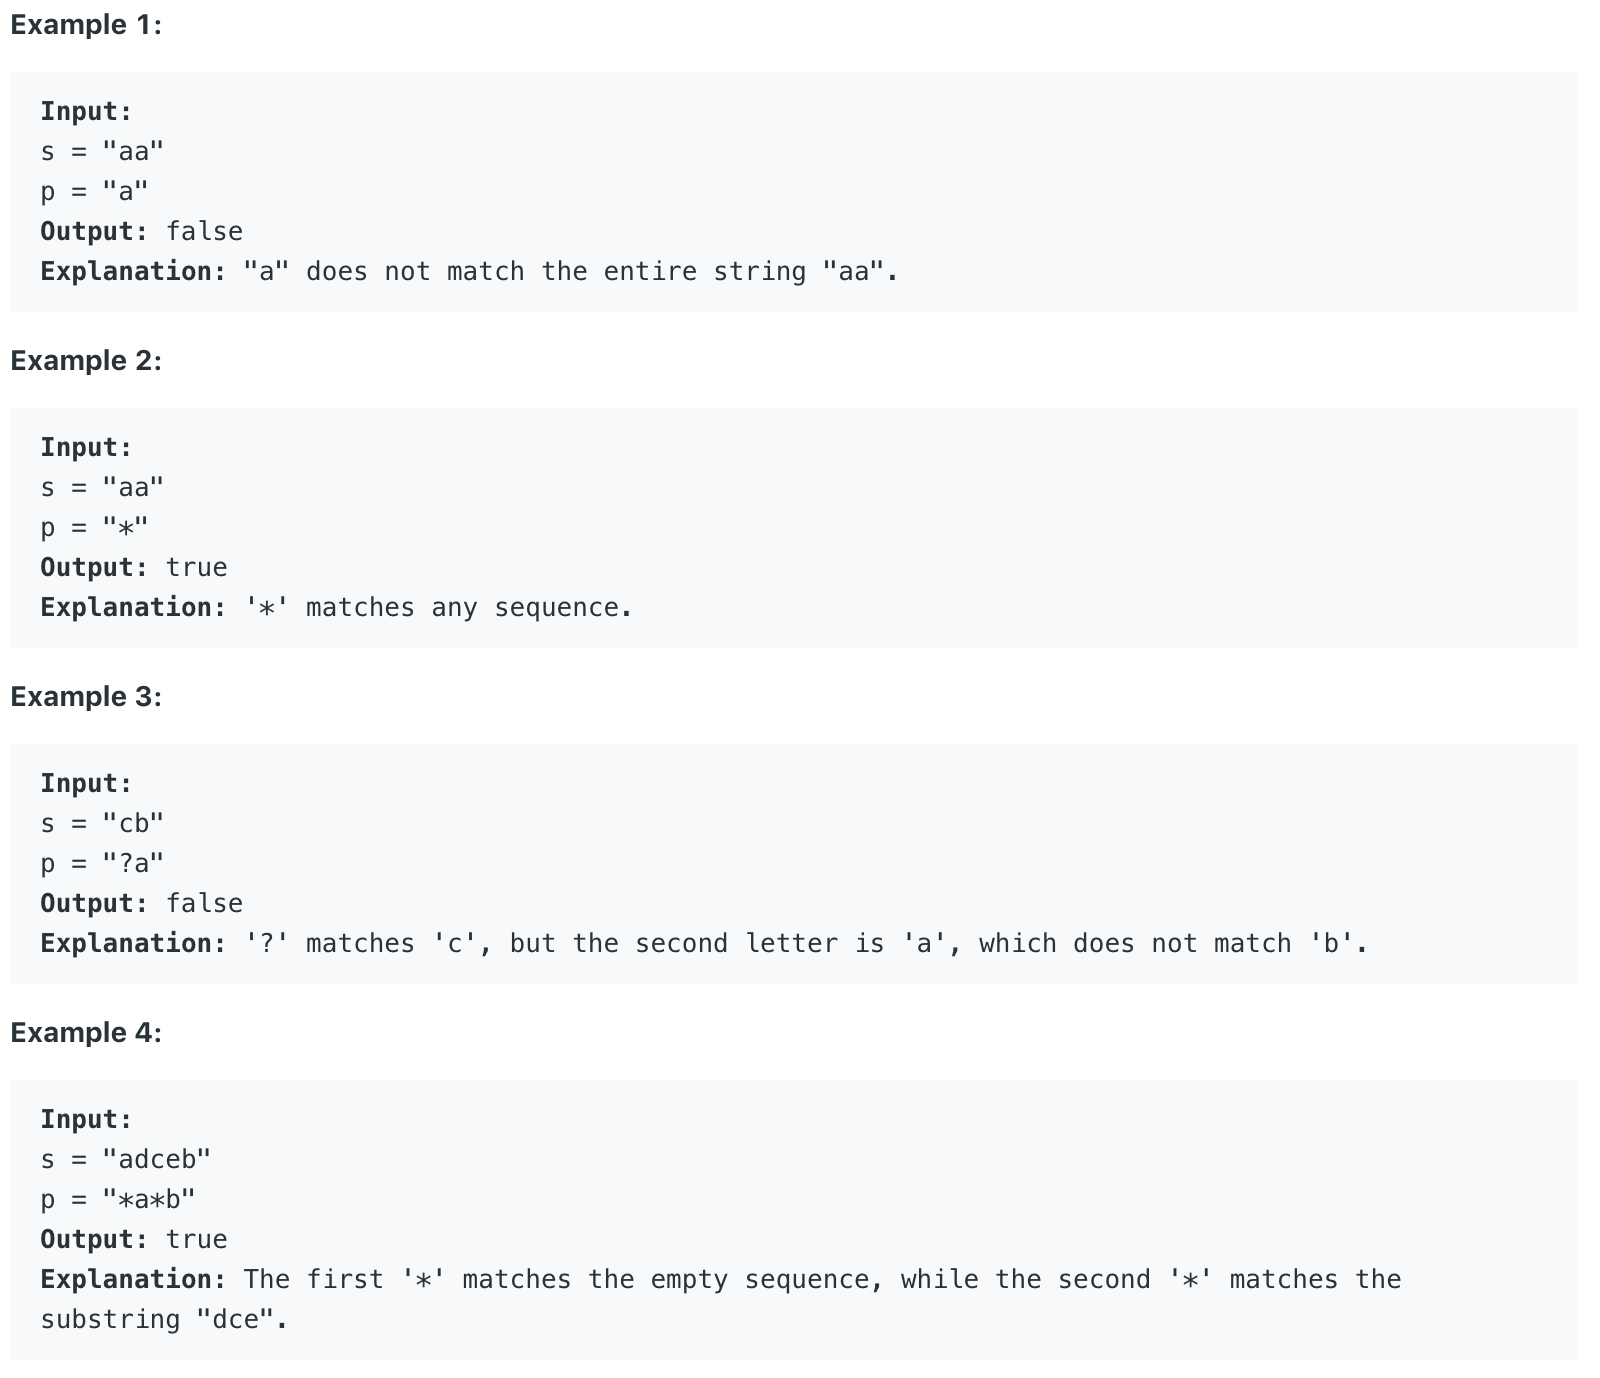 Example 1:
Input:
s = "aa"
p = "a"
Output: false
Explanation: "a" does not match the entire string "aa".
Example 2:
Input:
s = "aa"
p = "*"
Output: true
Explanation: '*' matches any sequence.
Example 3:
Input:
s = "cb"
p = "?a"
Output: false
Explanation: '?' matches 'c', but the second letter is 'a', which does not match 'b'.
Example 4:
Input:
s = "adceb"
p = "*a*b"
Output: true
Explanation: The first '*' matches the empty sequence, while the second '*' matches the
substring "dce".